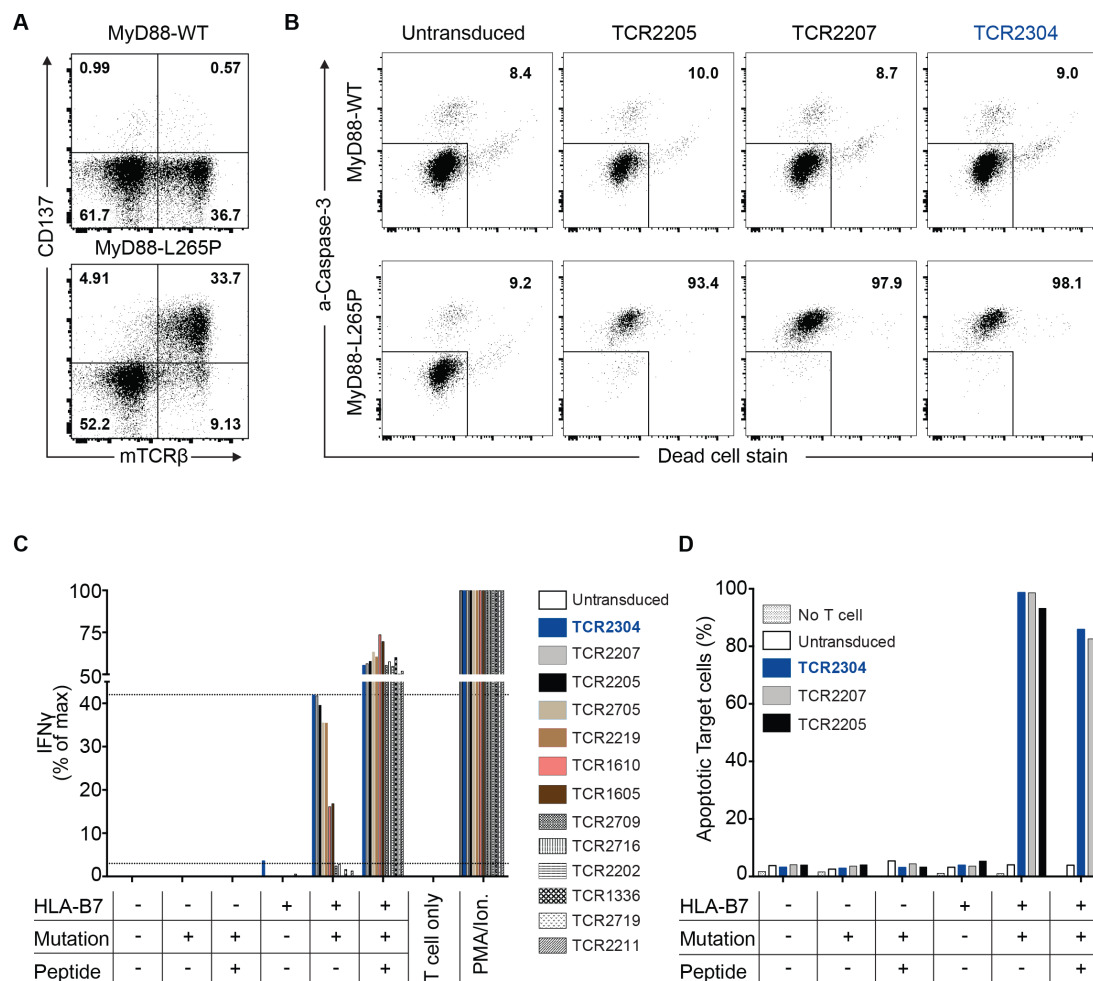 A
MyD88-WT
0.99
0.57
61.7
36.7
MyD88-L265P
4.91
33.7
52.2
9.13
CD137
mTCRβ
B
Untransduced
TCR2205
TCR2207
TCR2304
MyD88-WT
8.4
10.0
8.7
9.0
MyD88-L265P
9.2
93.4
97.9
98.1
a-Caspase-3
Dead cell stain
C
IFNγ
(% of max)
100
75
50
40
30
20
10
0
Untransduced
TCR2304
TCR2207
TCR2205
TCR2705
TCR2219
TCR1610
TCR1605
TCR2709
TCR2716
TCR2202
TCR1336
TCR2719
TCR2211
HLA-B7 - - - + + +
Mutation - + + - + +
Peptide - - + - - +
T cell only
PMA/Ion.
D
Apoptotic Target cells (%)
100
80
60
40
20
0
No T cell
Untransduced
TCR2304
TCR2207
TCR2205
HLA-B7 - - - + + +
Mutation - + + - + +
Peptide - - + - - +